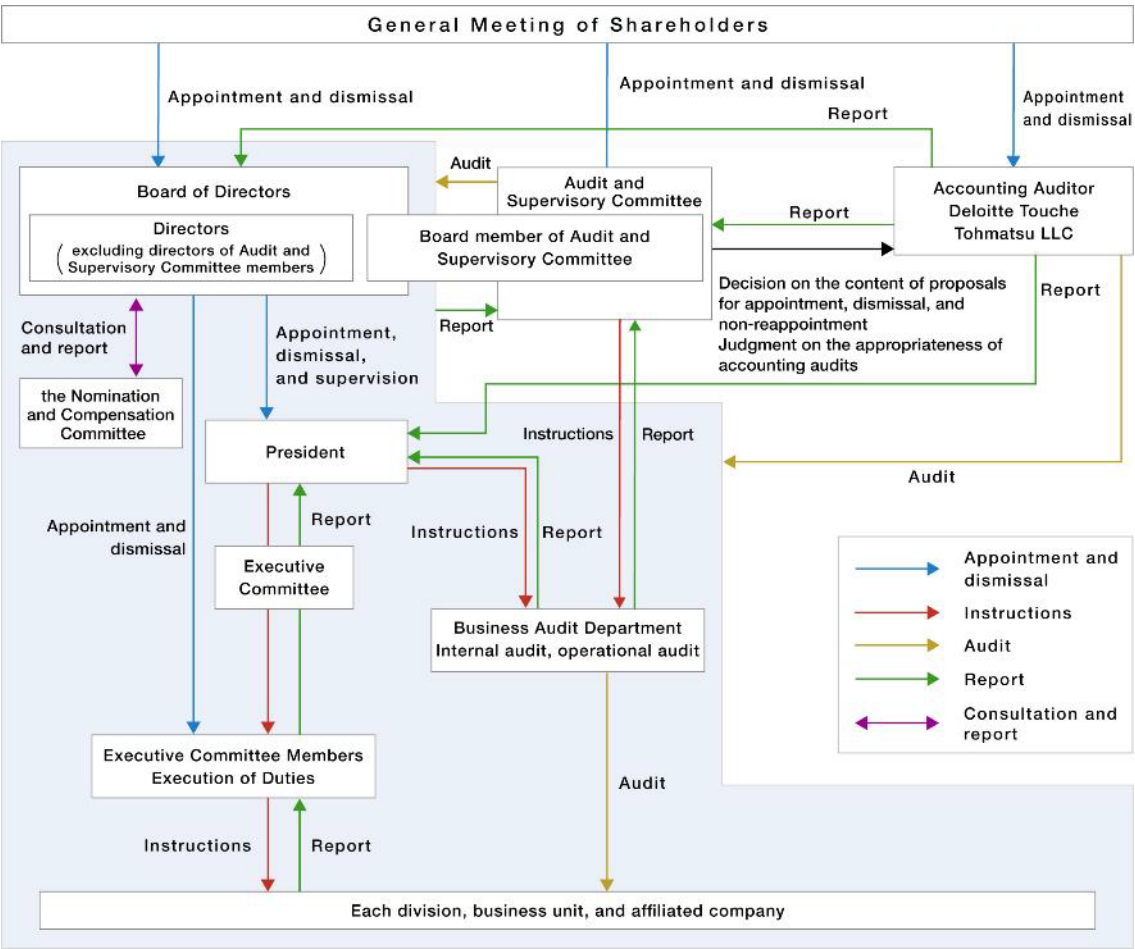 General Meeting of Shareholders
Appointment and dismissal
Appointment and dismissal
Appointment
and dismissal
Report
Audit
Board of Directors
Directors
( excluding directors of Audit and
Supervisory Committee members )
Audit and
Supervisory Committee
Board member of Audit and
Supervisory Committee
Report
Accounting Auditor
Deloitte Touche
Tohmatsu LLC
Decision on the content of proposals
for appointment, dismissal, and
non-reappointment
Judgment on the appropriateness of
accounting audits
Report
Report
Consultation
and report
Appointment,
dismissal,
and supervision
the Nomination
and Compensation
Committee
President
Instructions
Report
Audit
Appointment and
dismissal
Report
Instructions
Report
Executive
Committee
Business Audit Department
Internal audit, operational audit
Appointment and
dismissal
Instructions
Audit
Report
Consultation and
report
Executive Committee Members
Execution of Duties
Audit
Instructions
Report
Each division, business unit, and affiliated company